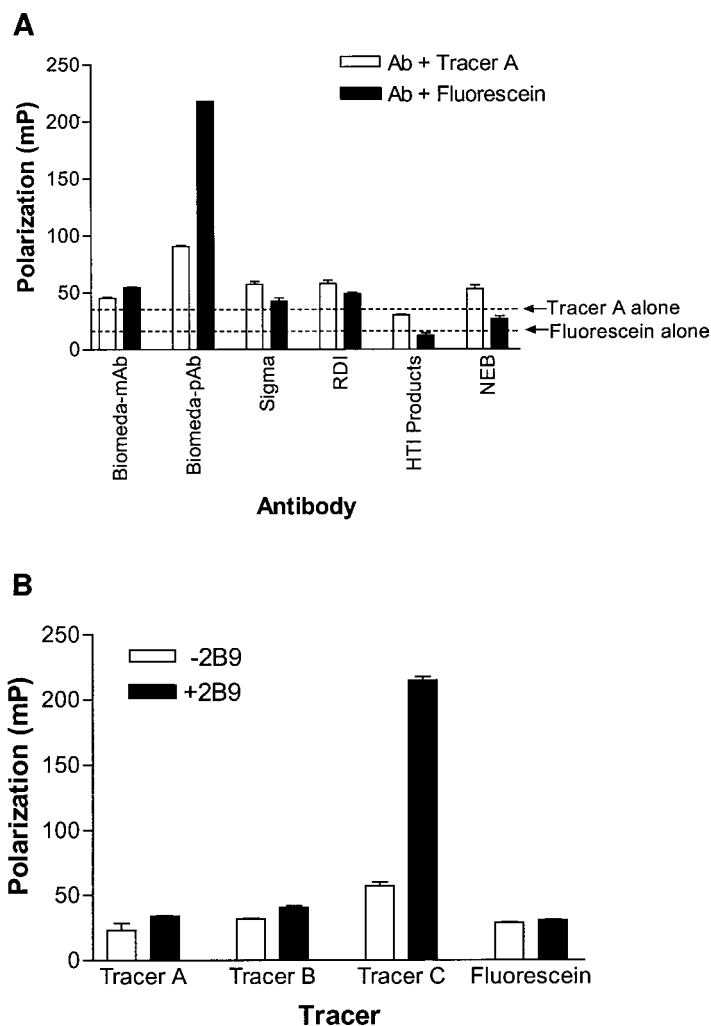 A
Ab + Tracer A
Ab + Fluorescein
250
200
150
100
50
0
Polarization (mP)
Tracer A alone
Fluorescein alone
Biomeda-mAb
Biomeda-pAb
Sigma
RDI
HTI Products
NEB
Antibody
B
-2B9
+2B9
250
200
150
100
50
0
Polarization (mP)
Tracer A
Tracer B
Tracer C
Fluorescein
Tracer